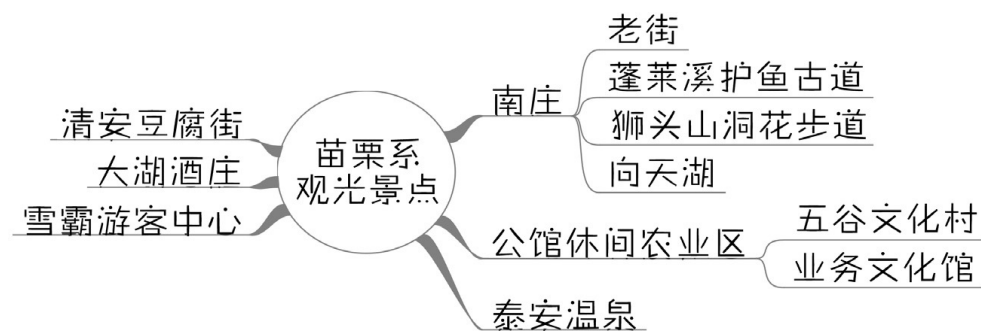 苗栗系
观光景点
南庄
老街
蓬莱溪护鱼古道
狮头山洞花步道
向天湖
公馆休间农业区
五谷文化村
业务文化馆
泰安温泉
清安豆腐街
大湖酒庄
雪霸游客中心